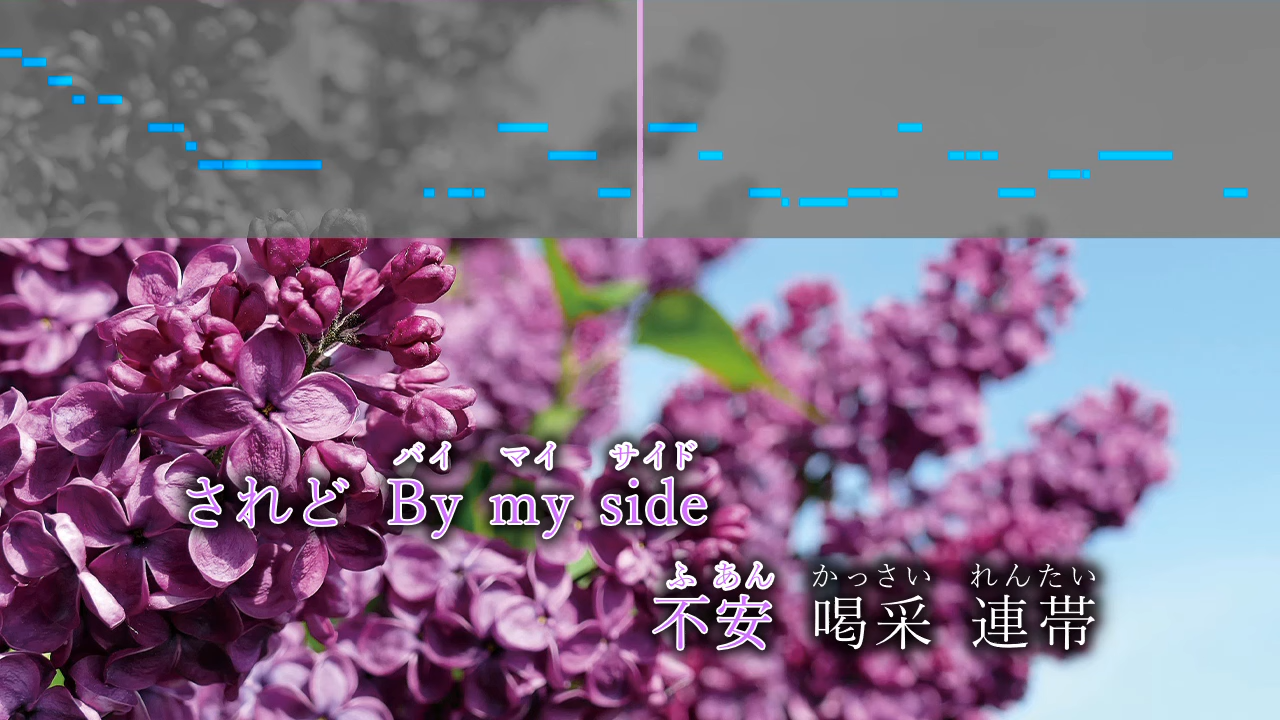 バイ マイ サイド
されど By my side
ふ あん かっさい れんたい
不安 喝采 連帯